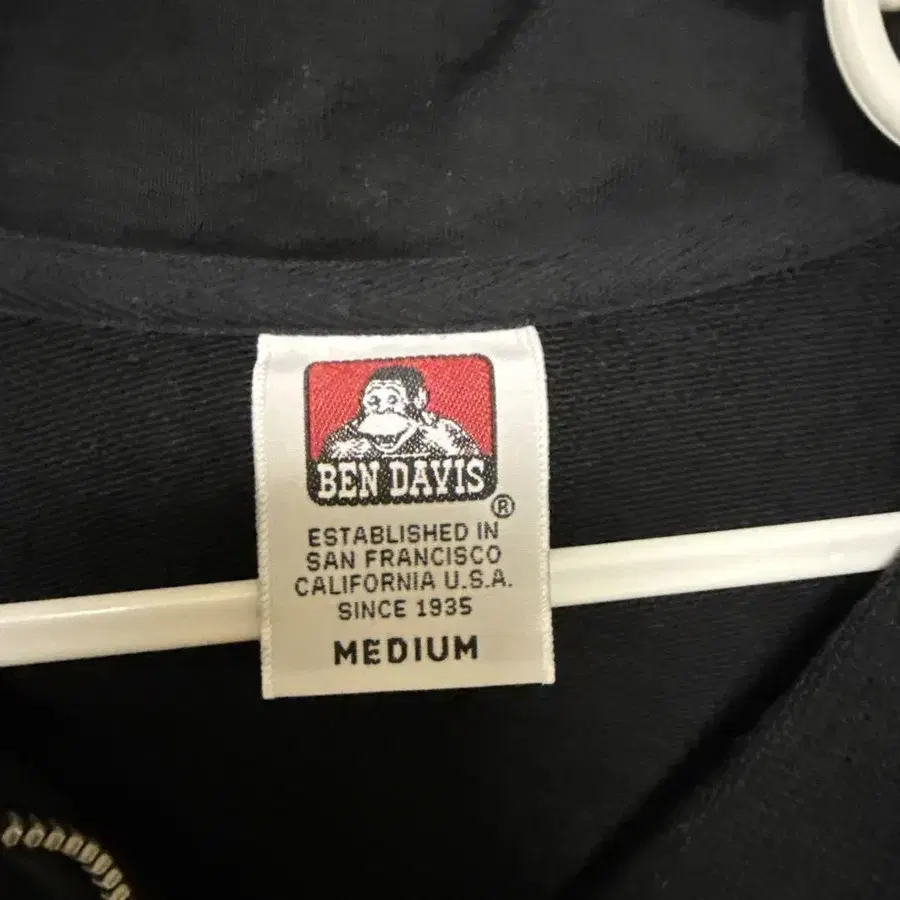 BEN DAVIS
®
ESTABLISHED IN
SAN FRANCISCO
CALIFORNIA U.S.A.
SINCE 1935
MEDIUM